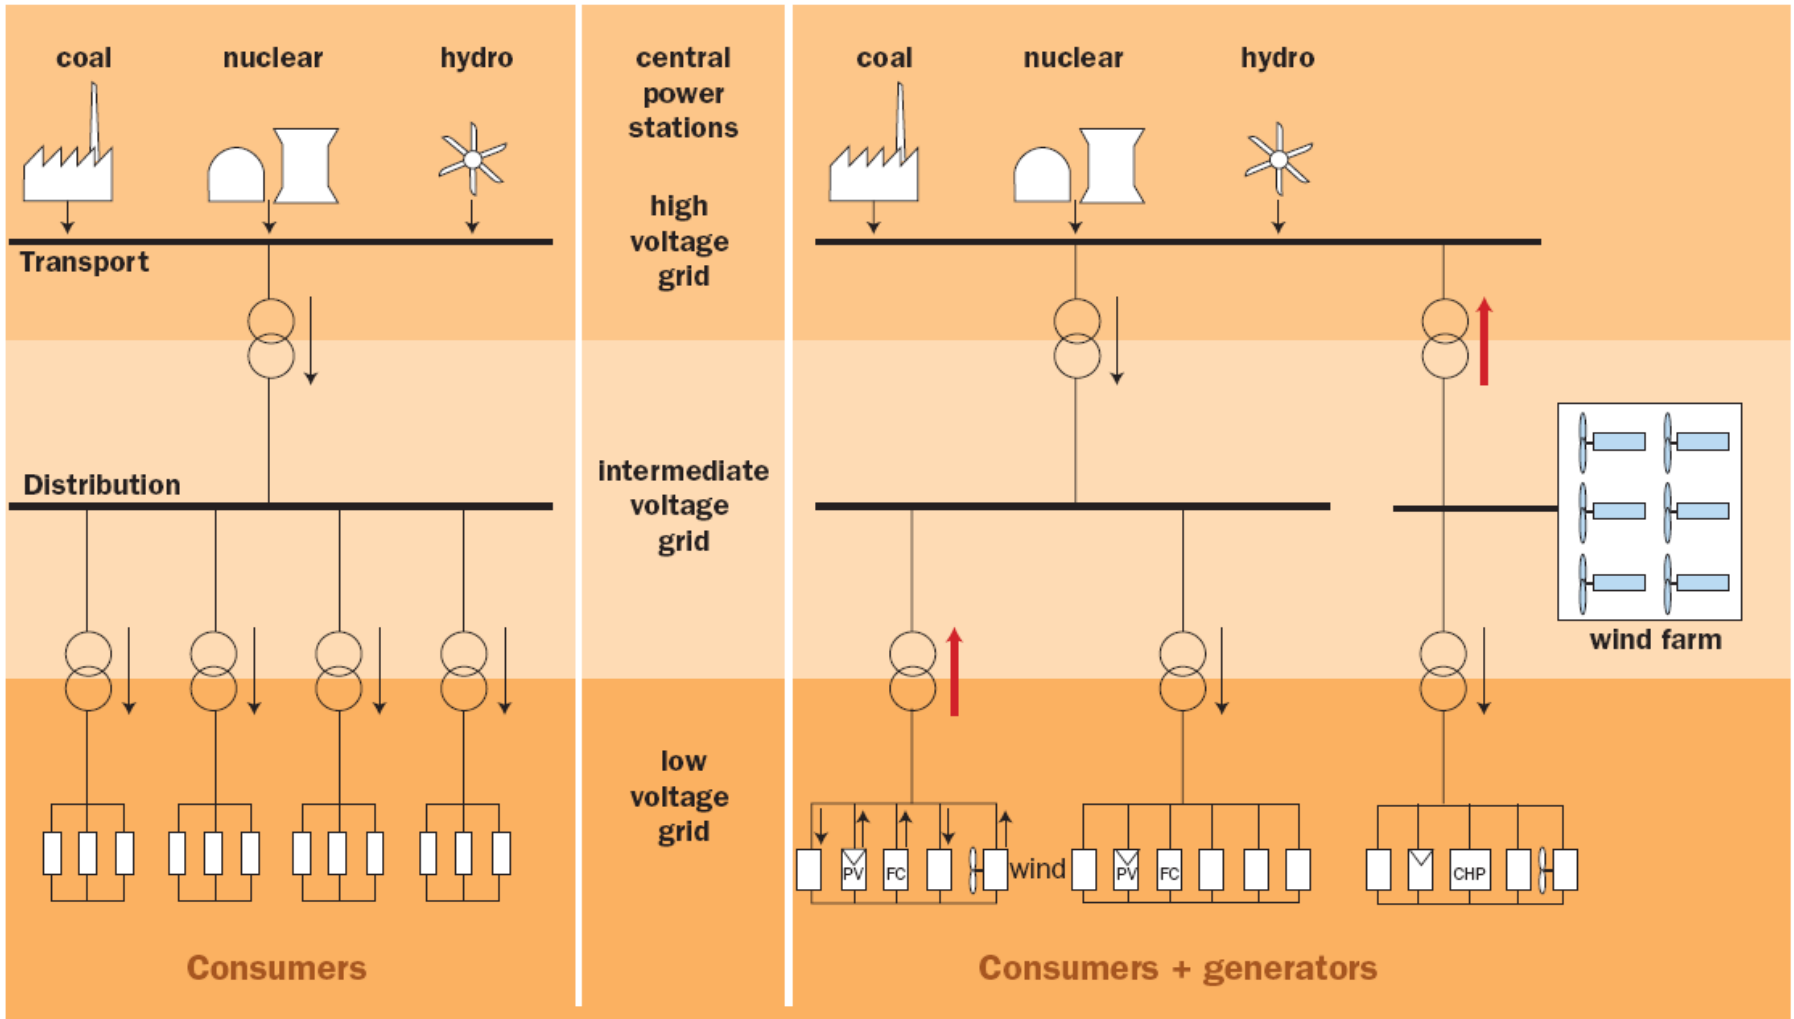 coal
nuclear
hydro
central
power
stations
coal
nuclear
hydro
high
voltage
grid
Transport
Distribution
intermediate
voltage
grid
wind farm
low
voltage
grid
PV
FC
wind
PV
FC
CHP
Consumers
Consumers + generators